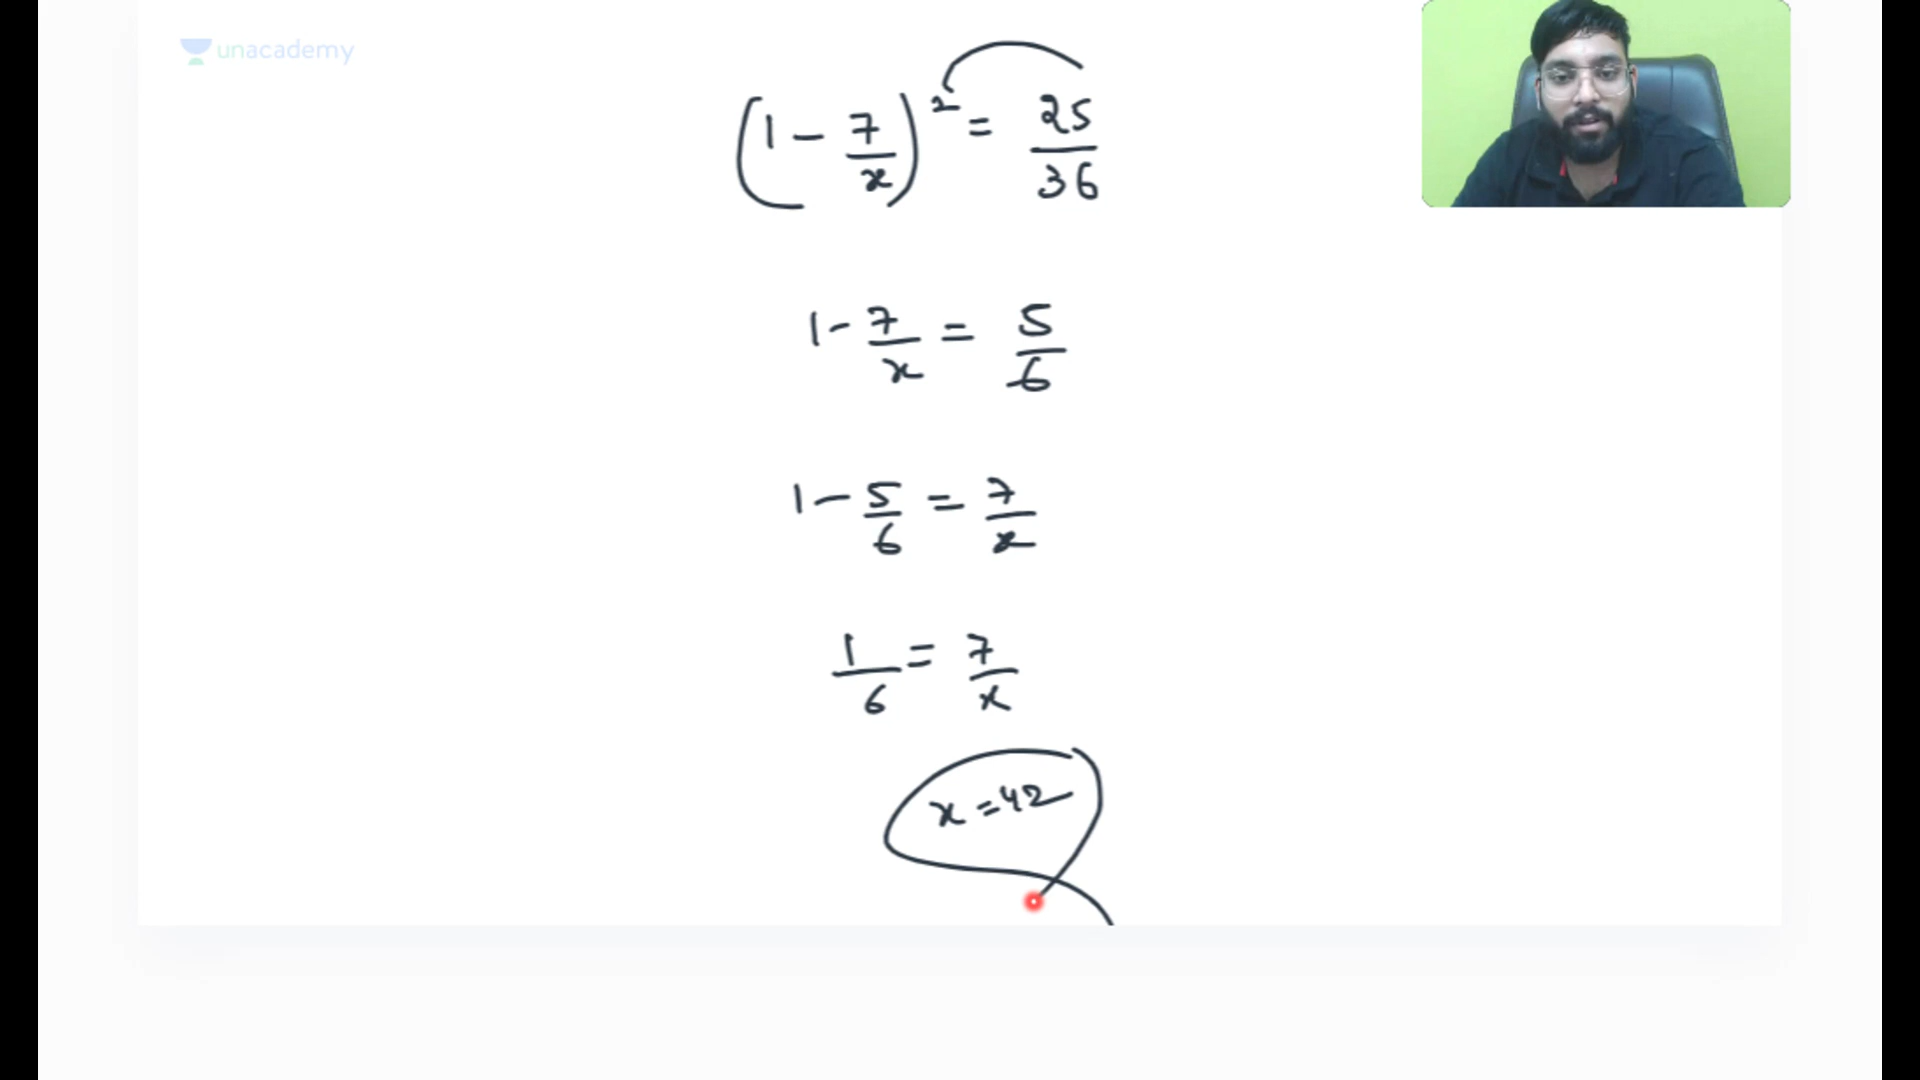 unacademy
(1 - 7/x)² = 25/36
1 - 7/x = 5/6
1 - 5/6 = 7/x
1/6 = 7/x
x = 42